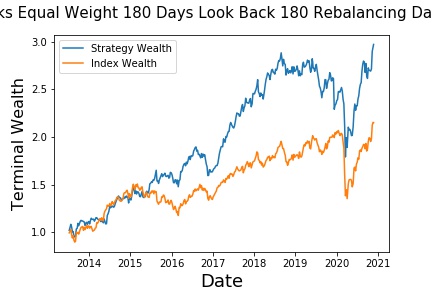 ks Equal Weight 180 Days Look Back 180 Rebalancing Da
Strategy Wealth
Index Wealth
Terminal Wealth
3.0
2.5
2.0
1.5
1.0
2014 2015 2016 2017 2018 2019 2020 2021
Date